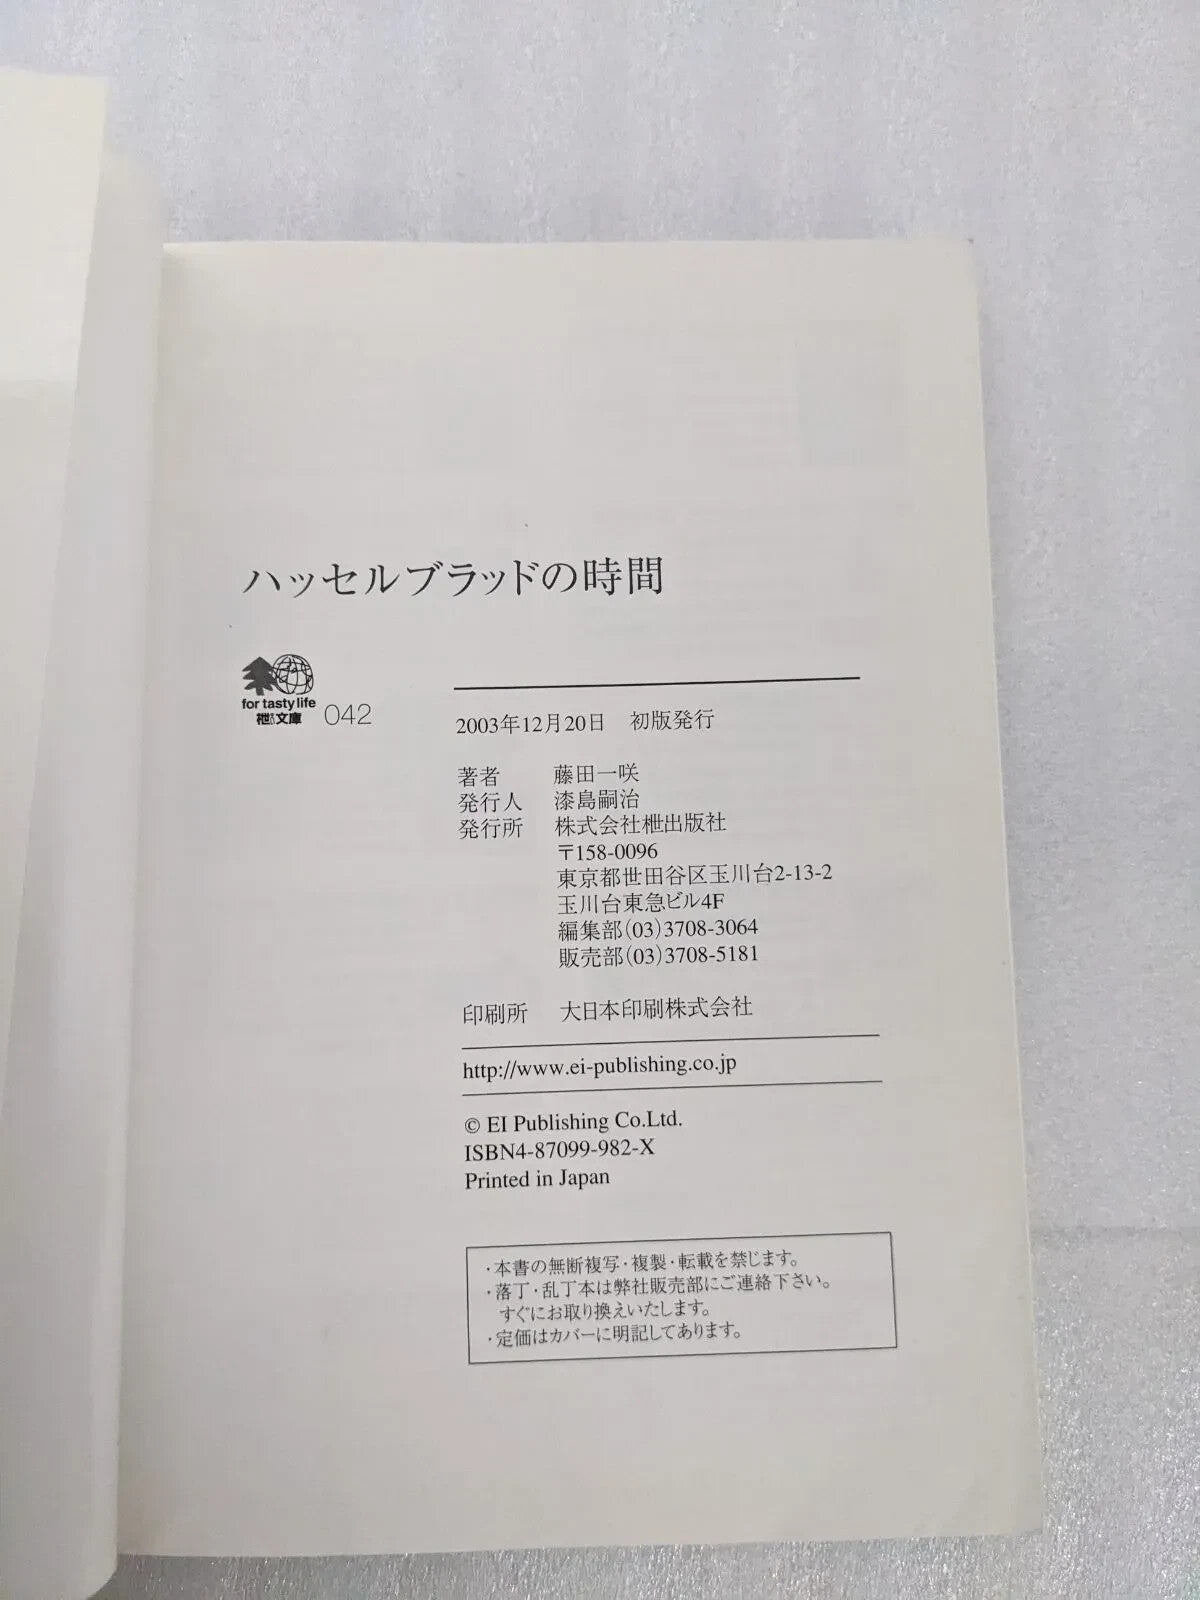 ハッセルブラッドの時間
for tasty life
枻文庫 042
2003年12月20日 初版発行
著者 藤田一咲
発行人 漆島嗣治
発行所 株式会社枻出版社
〒158-0096
東京都世田谷区玉川台2-13-2
玉川台東急ビル4F
編集部(03)3708-3064
販売部(03)3708-5181
印刷所 大日本印刷株式会社
http://www.ei-publishing.co.jp
© EI Publishing Co.Ltd.
ISBN4-87099-982-X
Printed in Japan
・本書の無断複写・複製・転載を禁じます。
・落丁・乱丁本は弊社販売部にご連絡下さい。
すぐにお取り換えいたします。
・定価はカバーに明記してあります。